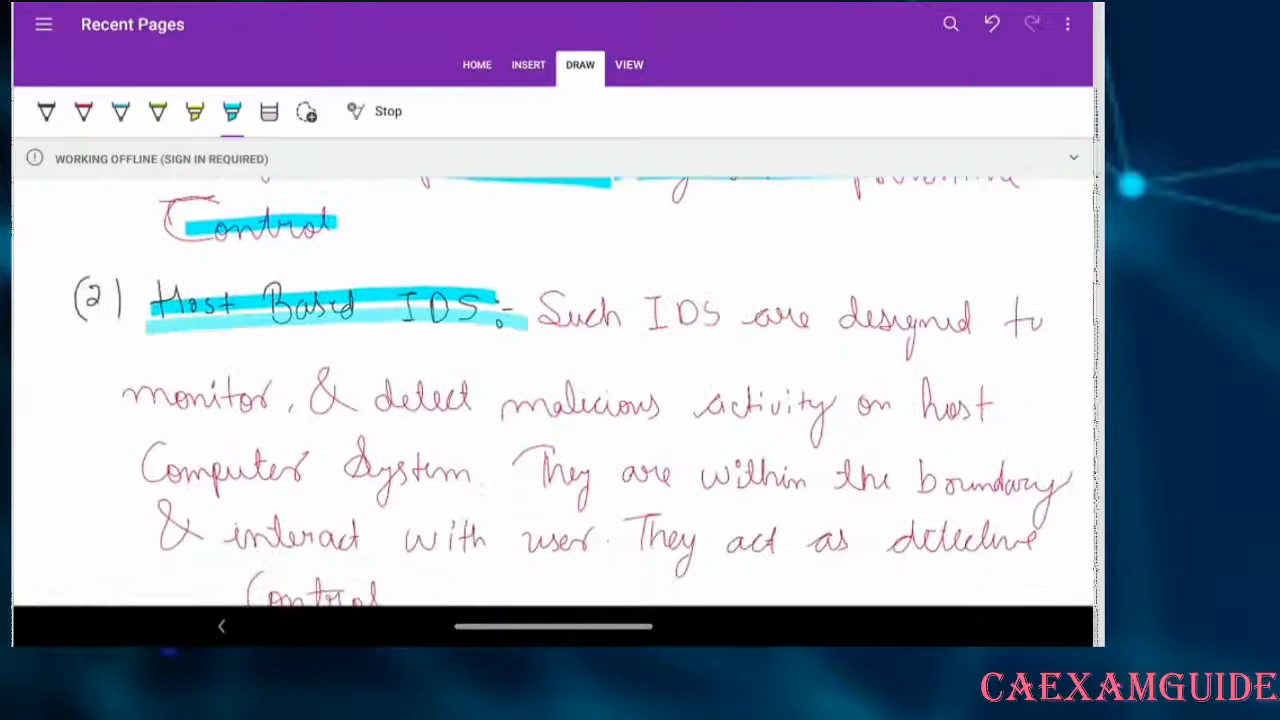 Recent Pages
HOME INSERT DRAW VIEW
Stop
WORKING OFFLINE (SIGN IN REQUIRED)
Control
(2) Host Based IDS:- Such IDS are designed to
monitor, & detect malicious activity on host
Computer System. They are within the boundary
& interact with user. They act as detective
Control
CAEXAMGUIDE